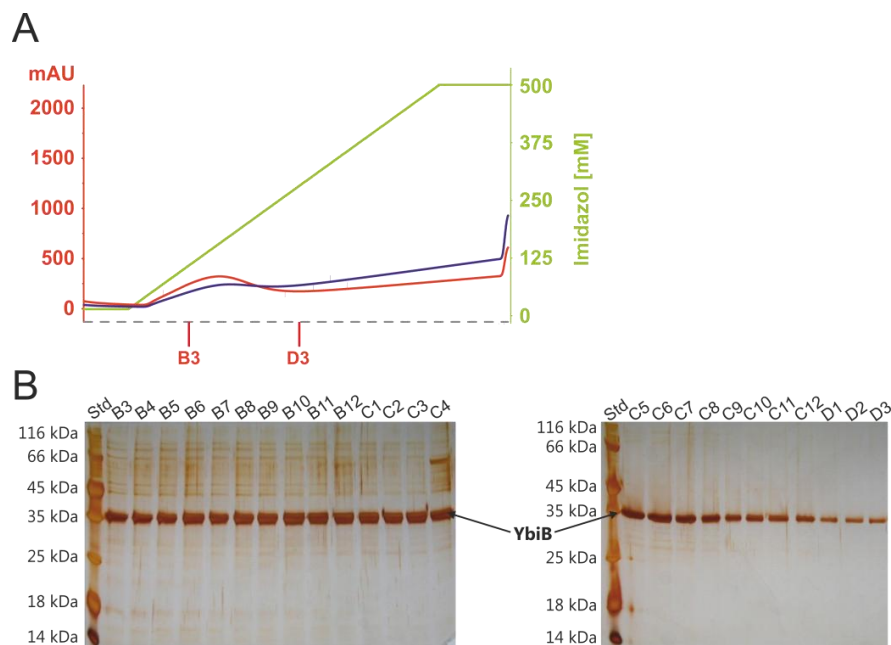 A
mAU
2000
1500
1000
500
0
500
375
250
125
0
Imidazol [mM]
B3 D3
B
Std B3 B4 B5 B6 B7 B8 B9 B10 B11 B12 C1 C2 C3 C4
116 kDa
66 kDa
45 kDa
35 kDa
25 kDa
18 kDa
14 kDa
YbiB
Std C5 C6 C7 C8 C9 C10 C11 C12 D1 D2 D3
116 kDa
66 kDa
45 kDa
35 kDa
25 kDa
18 kDa
14 kDa